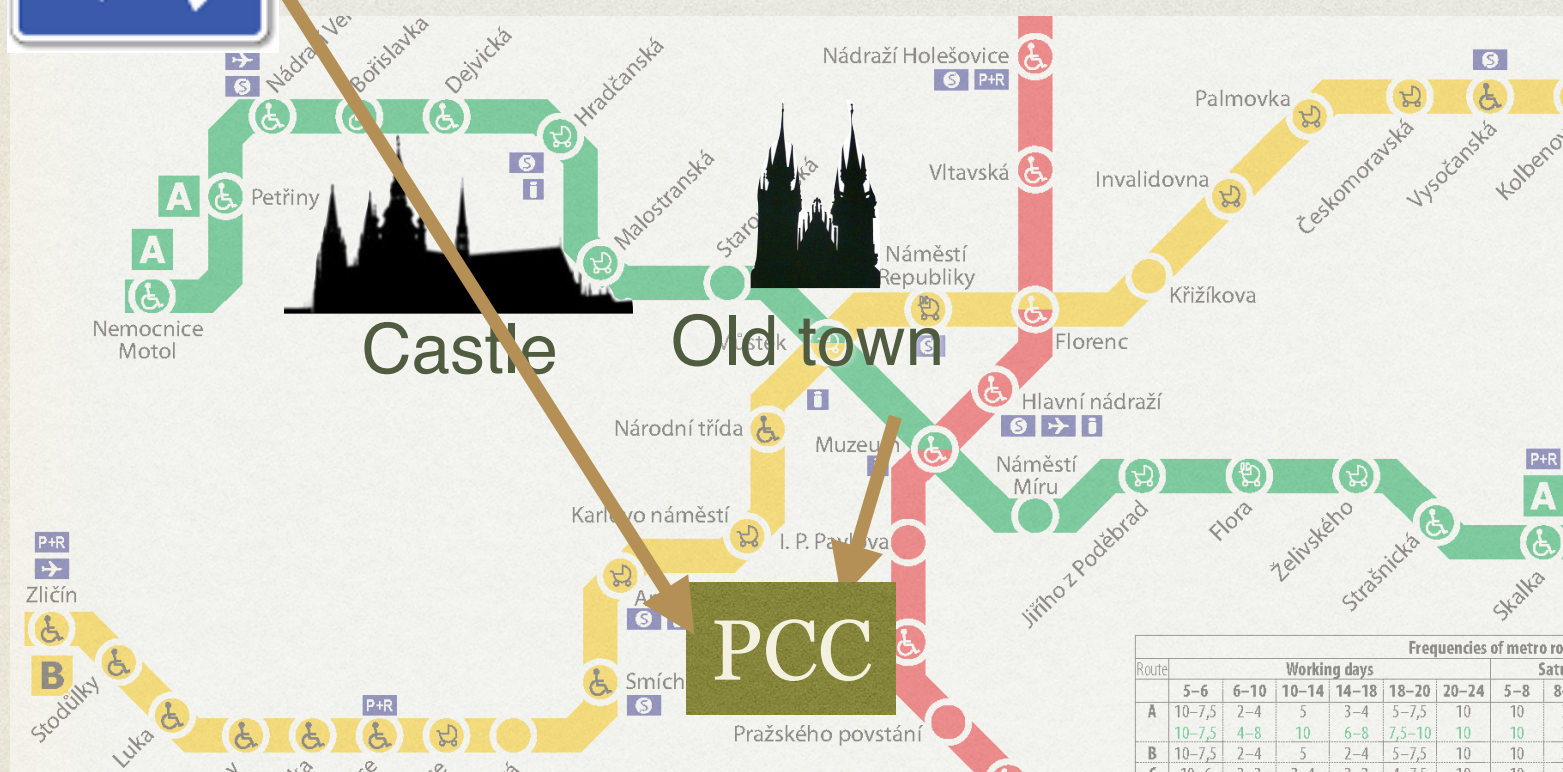 Bořislavka
Dejvická
Hradčanská
Nádraží Holešovice
S P+R
Palmovka
S
Českomoravská
Vysočanská
S
A
Petřiny
S
i
Malostranská
Vltavská
Invalidovna
A
Náměstí
Republiky
Křižíkova
Nemocnice
Motol
Castle
Old town
S
Florenc
i
Hlavní nádraží
S i
Národní třída
Muzeum
Náměstí
Míru
P+R
A
Karlovo náměstí
I. P. Pavlova
Jiřího z Poděbrad
Flora
Želivského
Strašnická
Skalka
P+R
Zličín
B
S
PCC
Smích
S
Stodůlky
Luka
P+R
Pražského povstání
Frequencies of metro ro
Route Working days Satu
5–6 6–10 10–14 14–18 18–20 20–24 5–8 8
A 10–7,5 2–4 5 3–4 5–7,5 10 10
10–7,5 4–8 10 6–8 7,5–10 10 10
B 10–7,5 2–4 5 2–4 5–7,5 10 10